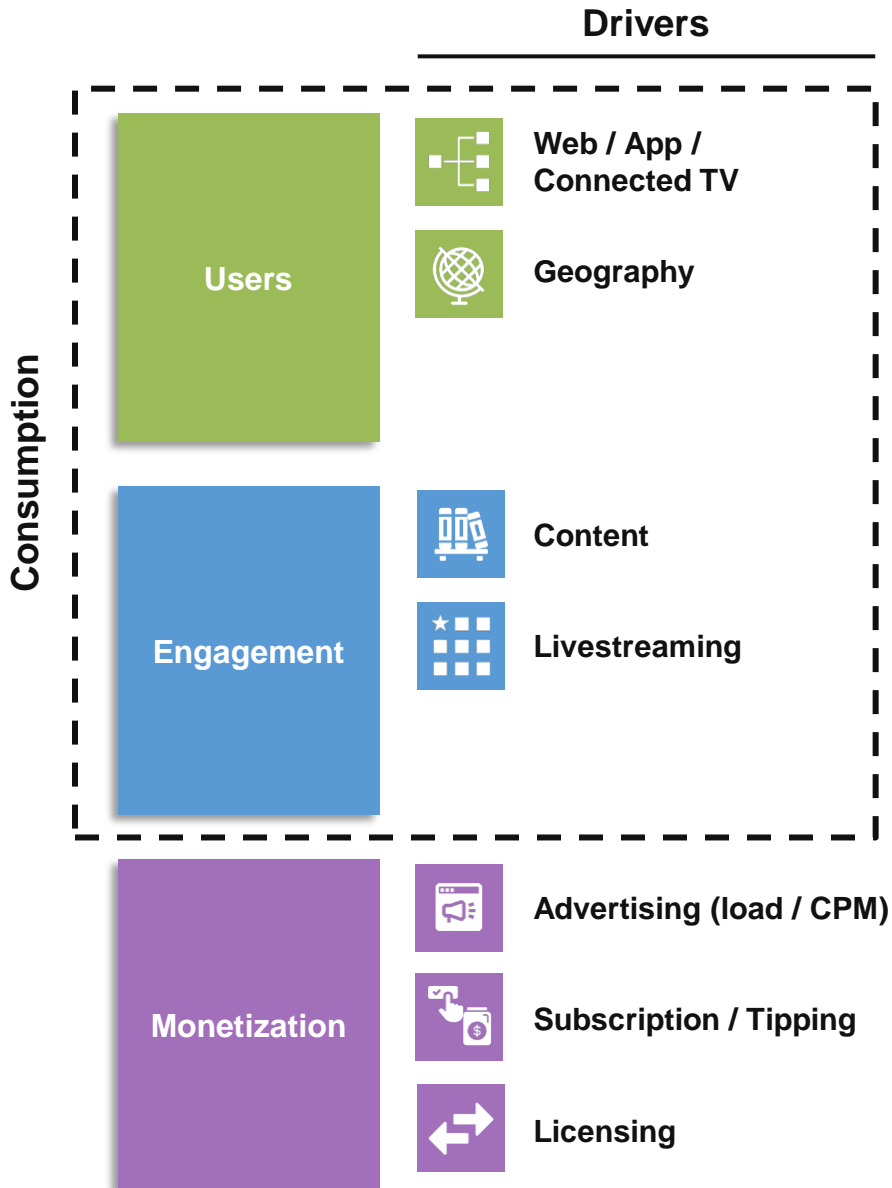 Drivers
Consumption
Users
Web / App /
Connected TV
Geography
Engagement
Content
Livestreaming
Monetization
Advertising (load / CPM)
Subscription / Tipping
Licensing